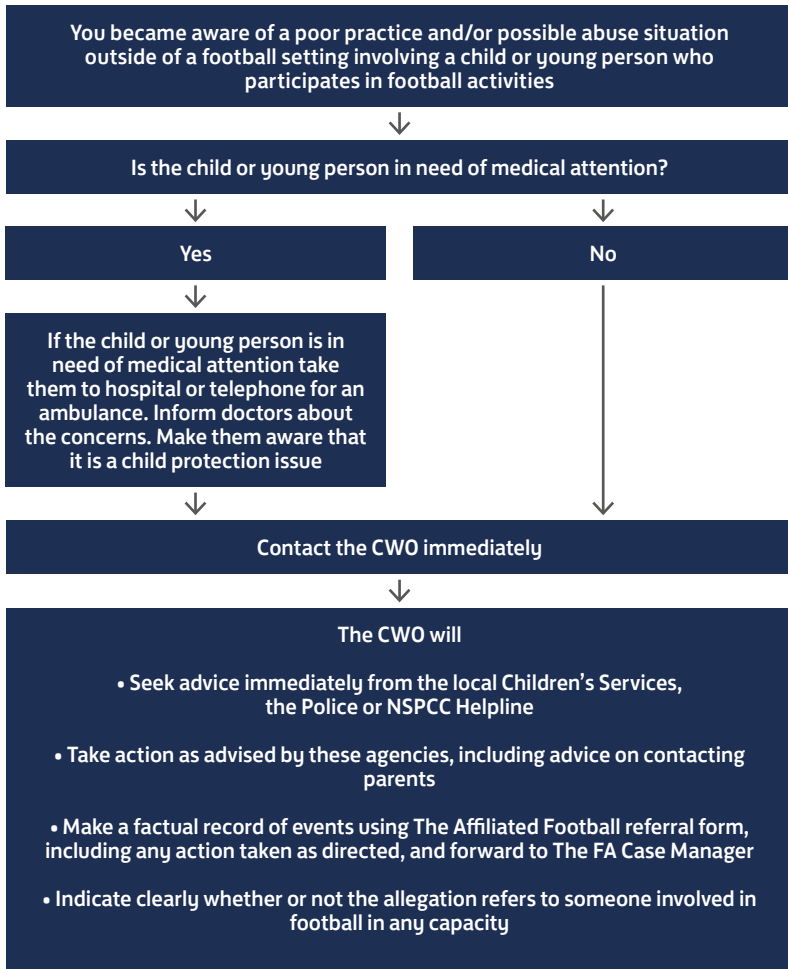 You became aware of a poor practice and/or possible abuse situation
outside of a football setting involving a child or young person who
participates in football activities
Is the child or young person in need of medical attention?
Yes
No
If the child or young person is in
need of medical attention take
them to hospital or telephone for an
ambulance. Inform doctors about
the concerns. Make them aware that
it is a child protection issue
Contact the CWO immediately
The CWO will
• Seek advice immediately from the local Children’s Services,
the Police or NSPCC Helpline
• Take action as advised by these agencies, including advice on contacting
parents
• Make a factual record of events using The Affiliated Football referral form,
including any action taken as directed, and forward to The FA Case Manager
• Indicate clearly whether or not the allegation refers to someone involved in
football in any capacity